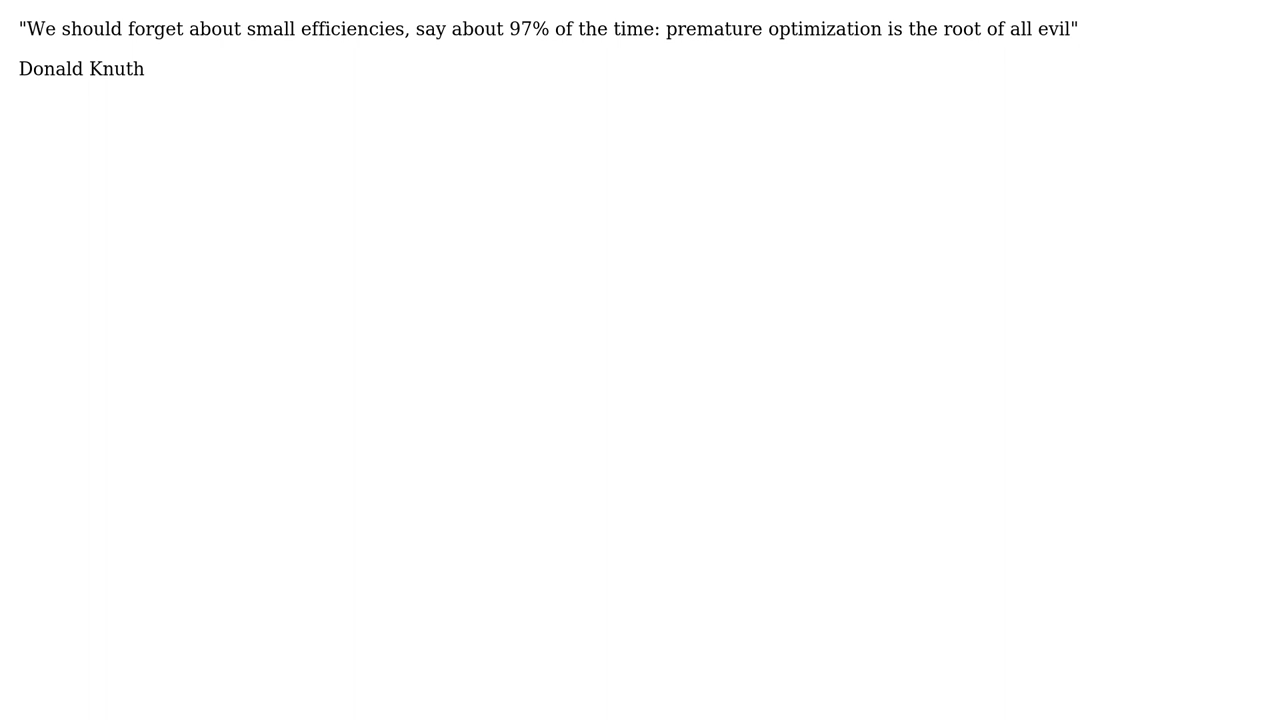 "We should forget about small efficiencies, say about 97% of the time: premature optimization is the root of all evil"
Donald Knuth